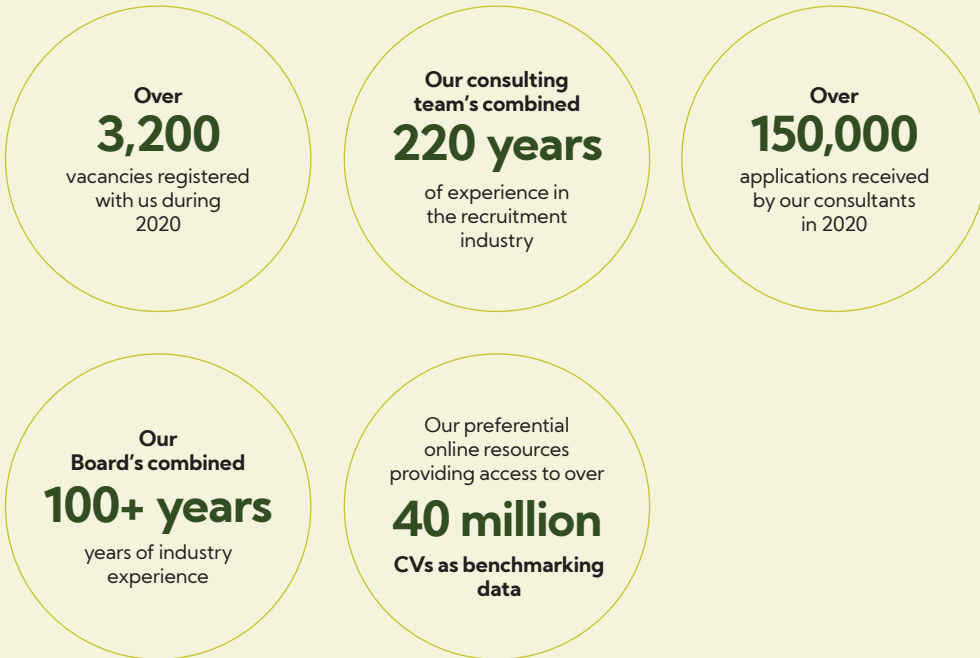 Over
3,200
vacancies registered
with us during
2020
Our consulting
team's combined
220 years
of experience in
the recruitment
industry
Over
150,000
applications received
by our consultants
in 2020
Our
Board's combined
100+ years
years of industry
experience
Our preferential
online resources
providing access to over
40 million
CVs as benchmarking
data